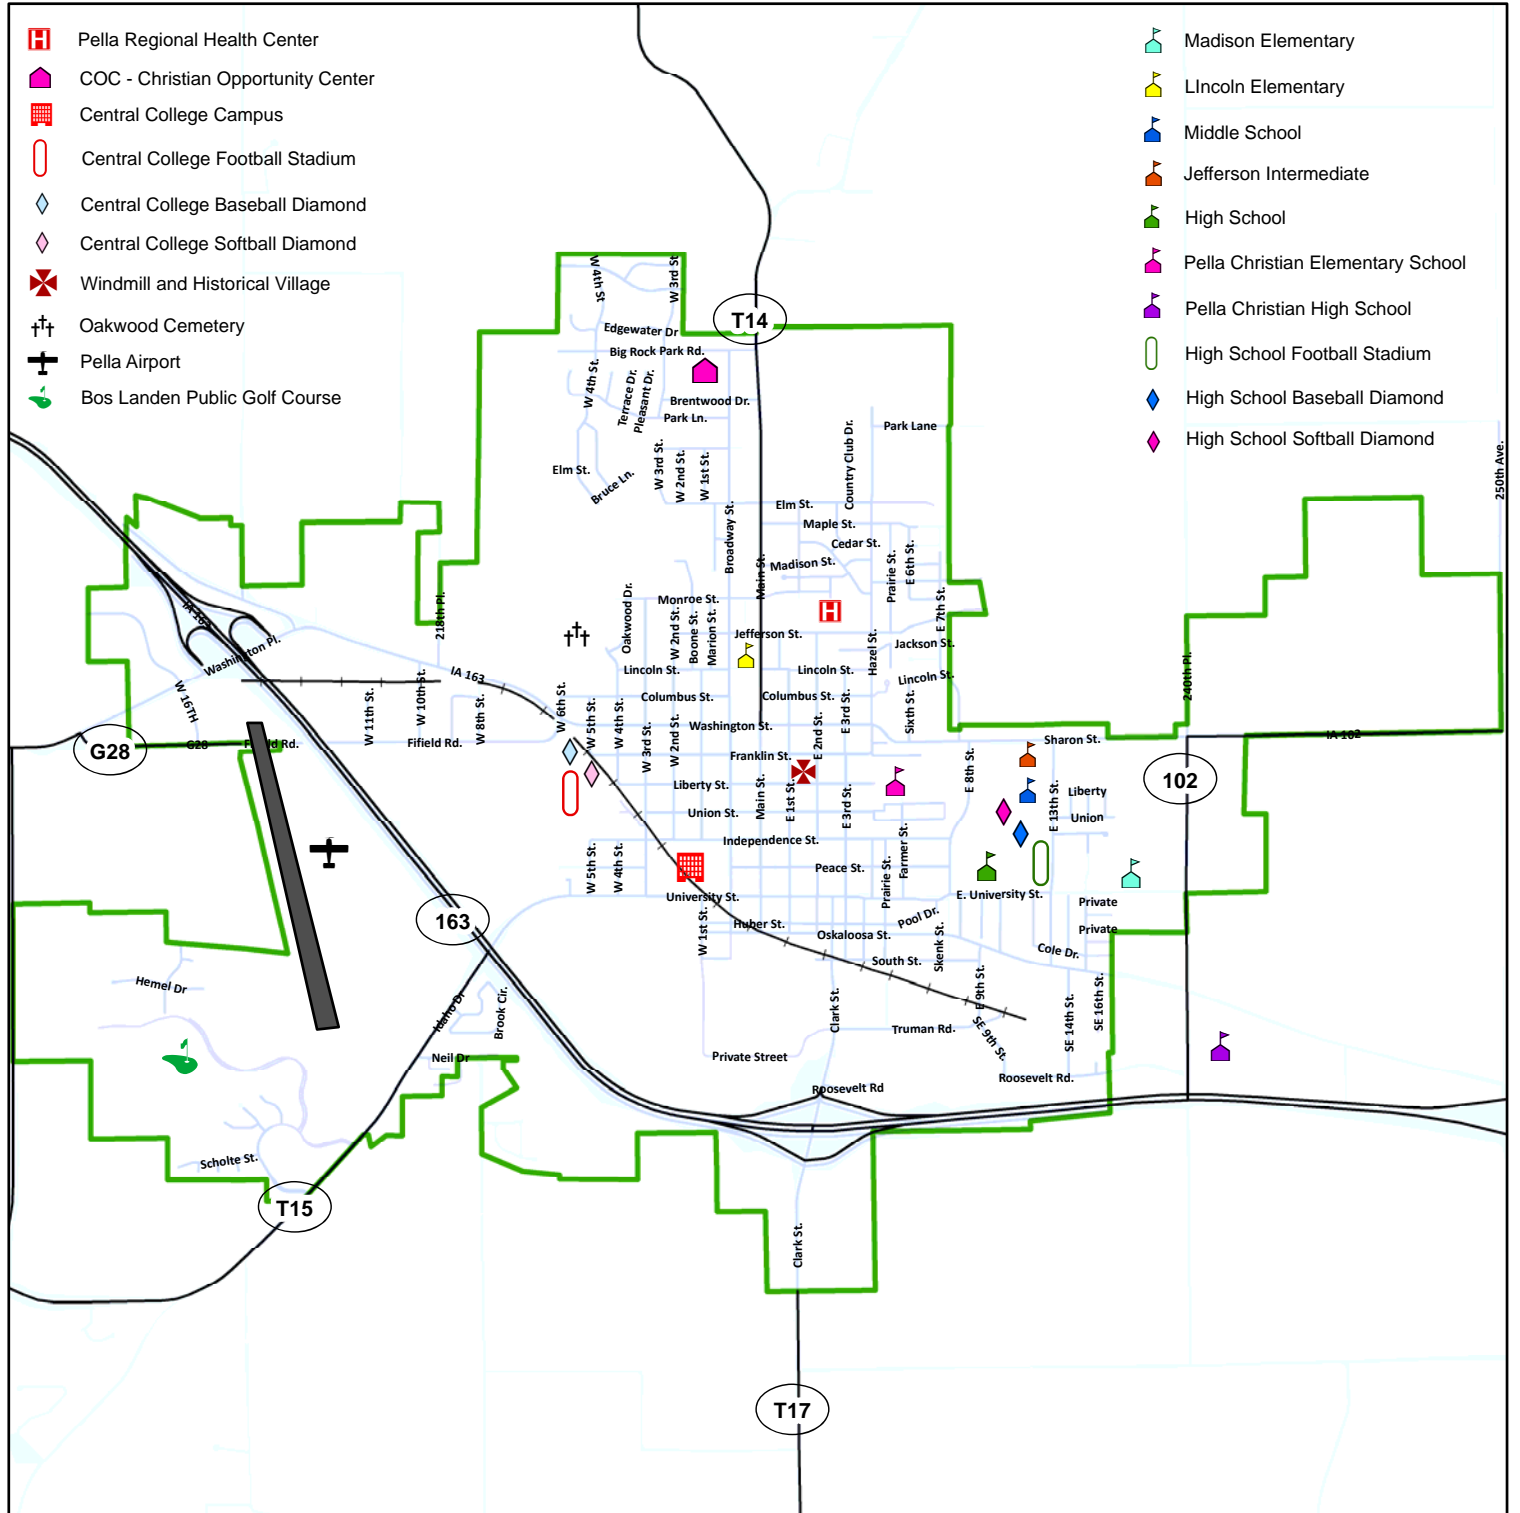 Pella Regional Health Center
COC - Christian Opportunity Center
Central College Campus
Central College Football Stadium
Central College Baseball Diamond
Central College Softball Diamond
Windmill and Historical Village
Oakwood Cemetery
Pella Airport
Bos Landen Public Golf Course
Madison Elementary
LIncoln Elementary
Middle School
Jefferson Intermediate
High School
Pella Christian Elementary School
Pella Christian High School
High School Football Stadium
High School Baseball Diamond
High School Softball Diamond
H
W 4th St
W 3rd St
T14
Edgewater Dr
Big Rock Park Rd.
W 4th St.
Terrace Dr.
Pleasant Dr.
Brentwood Dr.
Park Ln.
Country Club Dr.
Park Lane
250th Ave.
Elm St.
Bruce Ln.
W 3rd St.
W 2nd St.
W 1st St.
Broadway St.
Elm St.
Maple St.
Cedar St.
Madison St.
Main St.
Prairie St.
E 6th St.
E 7th St.
218th Pl.
IA 163
Washington Pl.
W 16TH
IA 163
Oakwood Dr.
Monroe St.
W 2nd St.
Boone St.
Marion St.
H
Jefferson St.
Hazel St.
Jackson St.
Lincoln St.
Lincoln St.
Lincoln St.
240th Pl.
W 11th St.
W 10th St.
W 8th St.
W 6th St.
W 5th St.
W 4th St.
Columbus St.
Columbus St.
E 3rd St.
Sixth St.
Washington St.
E 2nd St.
W 3rd St.
W 2nd St.
G28
G28
Fifield Rd.
Fifield Rd.
Franklin St.
Sharon St.
IA 102
102
Liberty St.
Main St.
E 1st St.
E 3rd St.
E 8th St.
E 13th St.
Liberty
Union
Union St.
Independence St.
W 5th St.
W 4th St.
Peace St.
Prairie St.
Farmer St.
University St.
E. University St.
Private
Private
163
W 1st St.
Huber St.
Oskaloosa St.
Pool Dr.
Skenk St.
South St.
Cole Dr.
Hemel Dr
Idaho Dr
Brook Cir.
Clark St.
E 9th St.
SE 9th St.
SE 14th St.
SE 16th St.
Truman Rd.
Neil Dr
Private Street
Roosevelt Rd
Roosevelt Rd.
Scholte St.
T15
Clark St.
T17